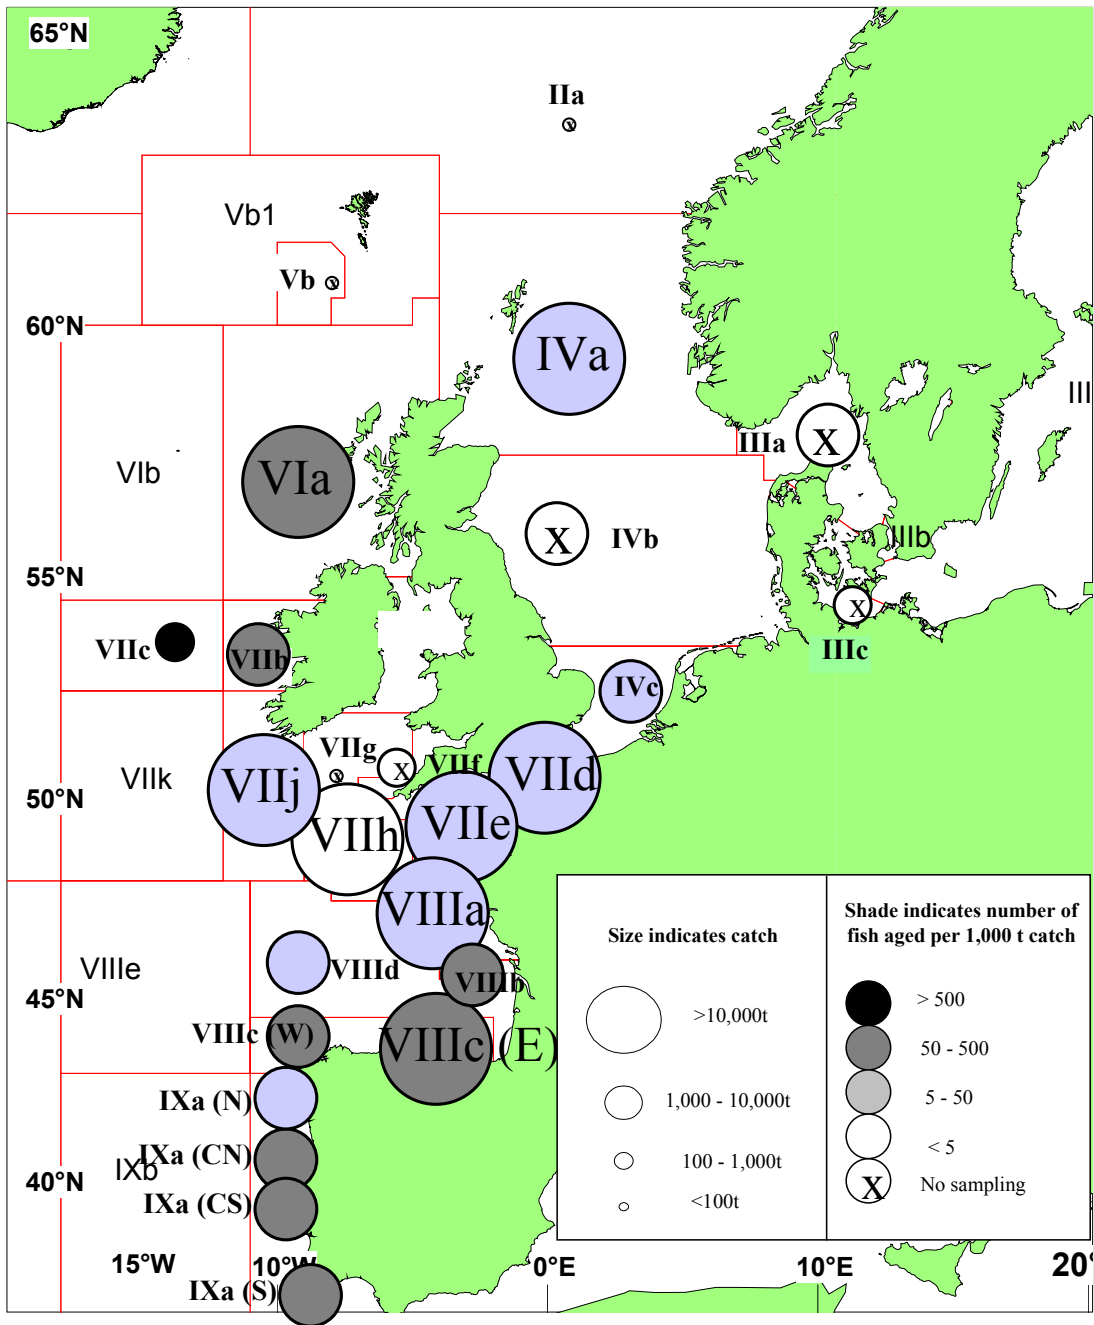 65°N
IIa
x
Vb1
Vb
x
60°N
IVa
III
IIIa
X
VIa
VIb
X
IVb
IIIb
55°N
X
VIIc
VIIb
IIIc
IVc
VIIg
x
X
VIIf
VIId
VIIk
VIIj
50°N
VIIe
VIIh
VIIIa
VIIIe
VIIId
VIIIb
45°N
VIIIc (W)
VIIIc (E)
IXa (N)
IXa (CN)
IXb
40°N
IXa (CS)
15°W
10°W
0°E
10°E
20°
IXa (S)
Size indicates catch
>10,000t
1,000 - 10,000t
100 - 1,000t
<100t
Shade indicates number of
fish aged per 1,000 t catch
> 500
50 - 500
5 - 50
< 5
X
No sampling